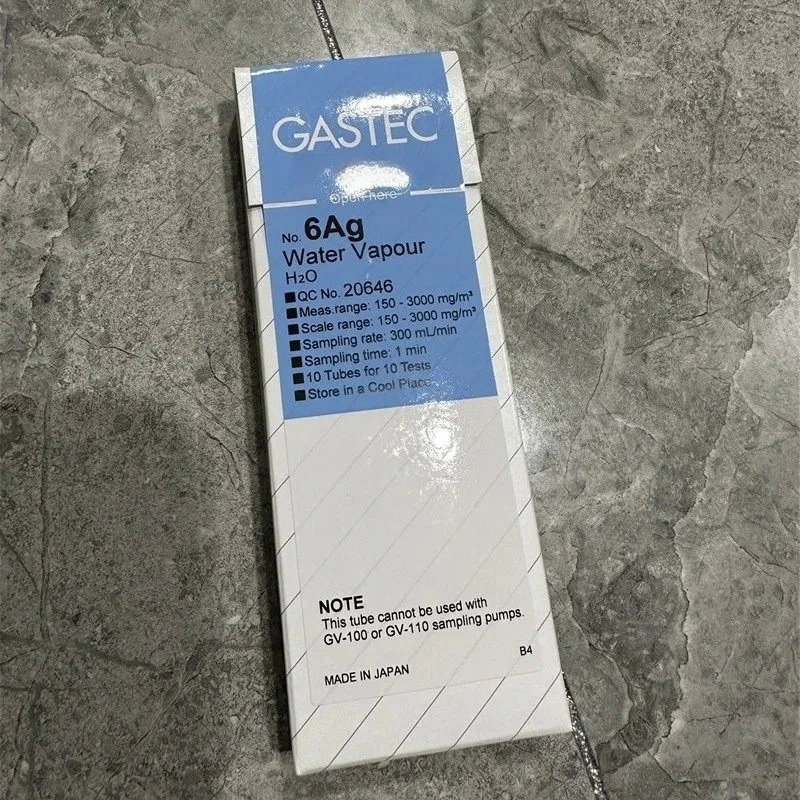 GASTEC
Open here
No. 6Ag
Water Vapour
H₂O
■QC No. 20646
■Meas.range: 150 - 3000 mg/m³
■Scale range: 150 - 3000 mg/m³
■Sampling rate: 300 mL/min
■Sampling time: 1 min
■10 Tubes for 10 Tests
■Store in a Cool Place
NOTE
This tube cannot be used with
GV-100 or GV-110 sampling pumps.
B4
MADE IN JAPAN